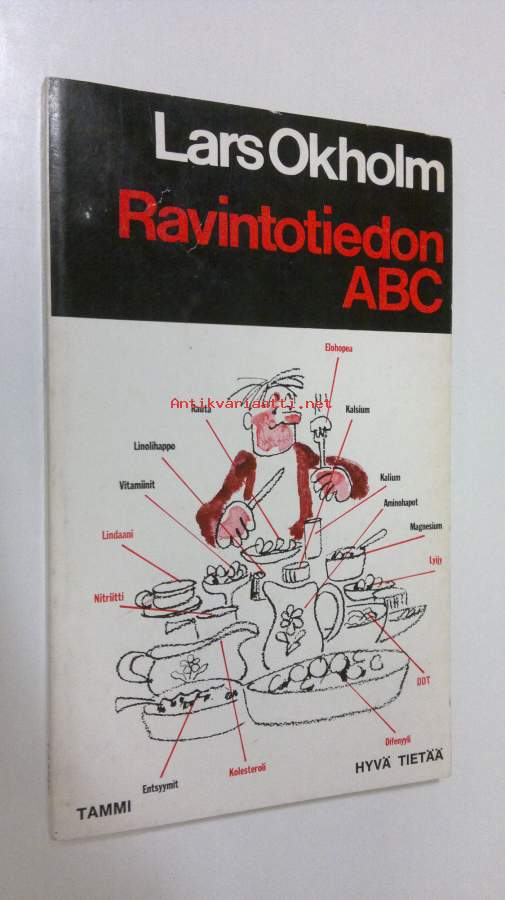 Lars Okholm
Ravintotiedon
ABC
Elohopea
Antikvariaatti.net
Rauta
Kalsium
Linolihappo
Vitamiinit
Kalium
Aminohapot
Magnesium
Lindaani
Lyijy
Nitriitti
DDT
Difenyyli
Kolesteroli
Entsyymit
HYVÄ TIETÄÄ
TAMMI